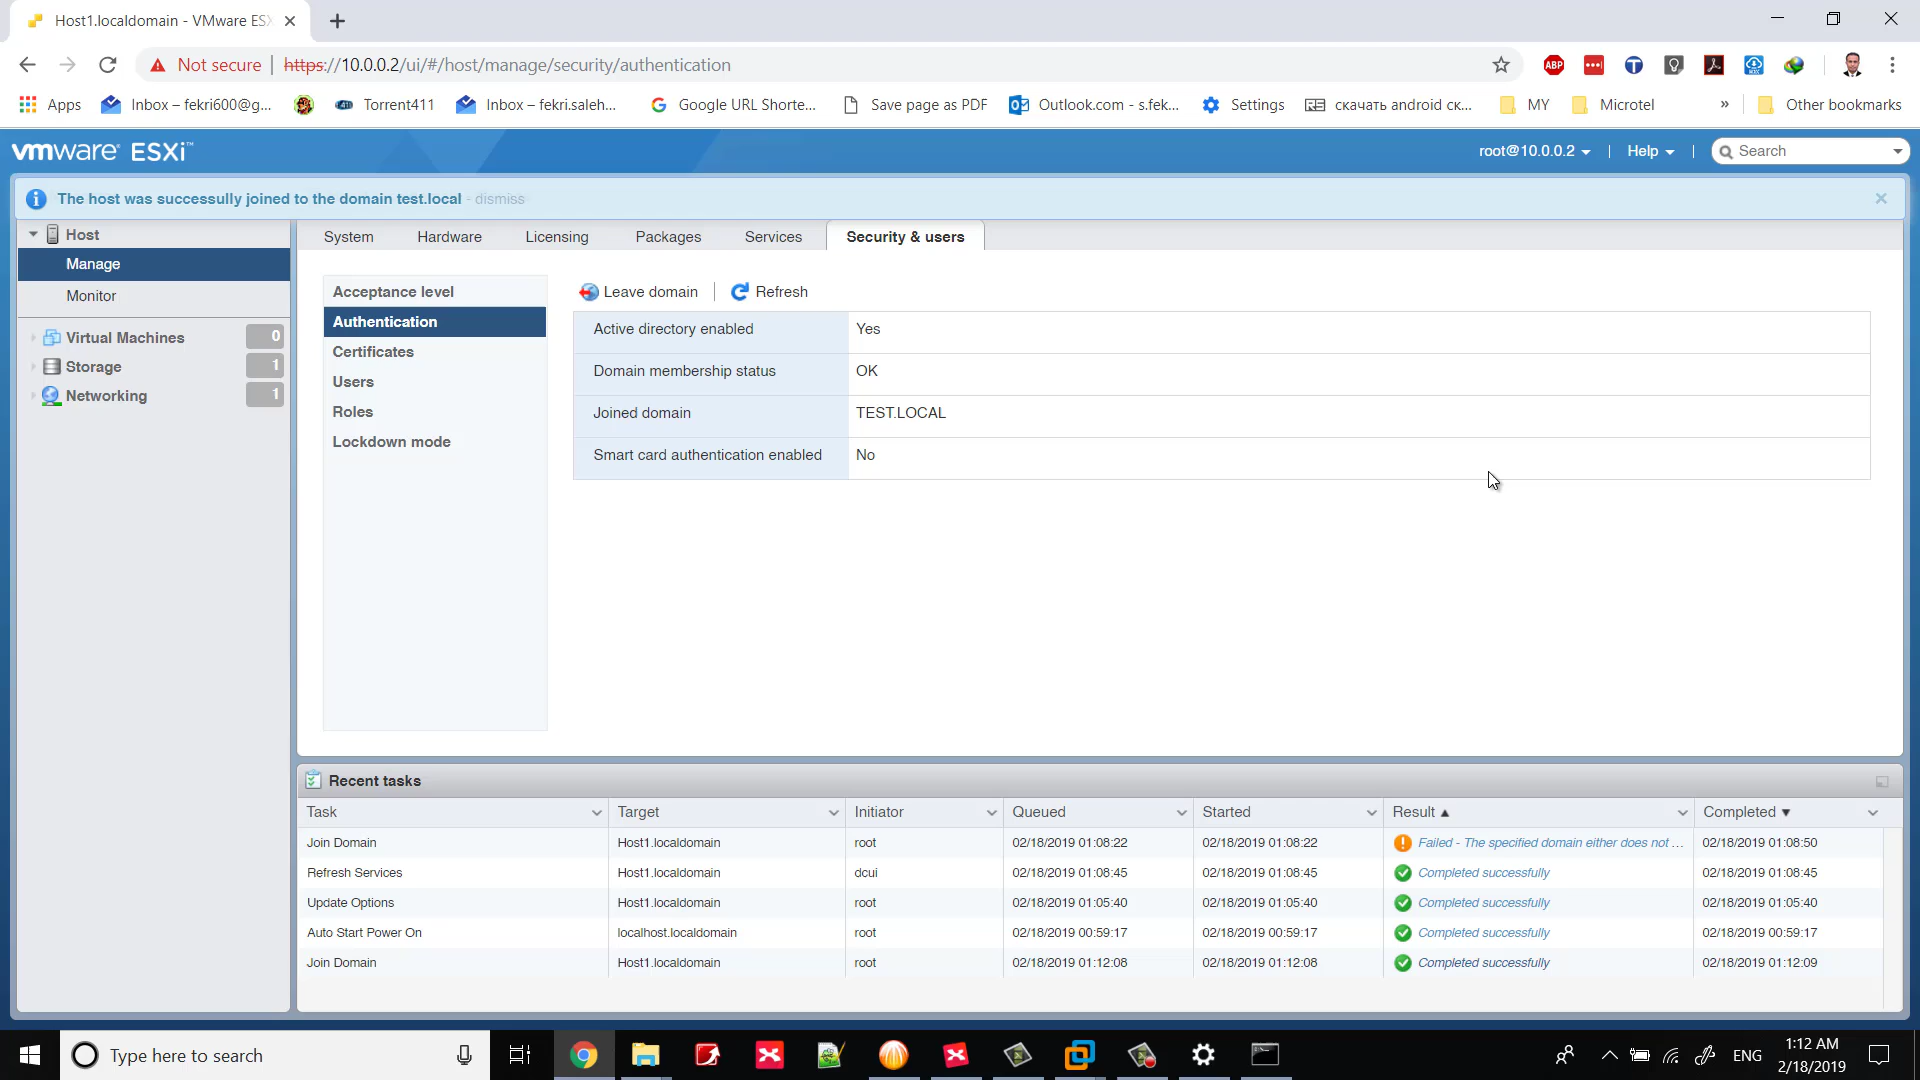 Host1.localdomain - VMware ESX
Not secure | https://10.0.0.2/ui/#/host/manage/security/authentication
ABP
Apps
Inbox – fekri600@g...
Torrent411
Inbox – fekri.saleh...
Google URL Shorte...
Save page as PDF
Outlook.com - s.fek...
Settings
скачать android ск...
MY
Microtel
»
Other bookmarks
vmware ESXi™
root@10.0.0.2
Help
Search
The host was successully joined to the domain test.local - dismiss
Host
Manage
Monitor
Virtual Machines 0
Storage 1
Networking 1
System Hardware Licensing Packages Services Security & users
Acceptance level
Authentication
Certificates
Users
Roles
Lockdown mode
Leave domain | Refresh
Active directory enabled Yes
Domain membership status OK
Joined domain TEST.LOCAL
Smart card authentication enabled No
Recent tasks
Task Target Initiator Queued Started Result ▲ Completed ▼
Join Domain Host1.localdomain root 02/18/2019 01:08:22 02/18/2019 01:08:22 Failed - The specified domain either does not ... 02/18/2019 01:08:50
Refresh Services Host1.localdomain dcui 02/18/2019 01:08:45 02/18/2019 01:08:45 Completed successfully 02/18/2019 01:08:45
Update Options Host1.localdomain root 02/18/2019 01:05:40 02/18/2019 01:05:40 Completed successfully 02/18/2019 01:05:40
Auto Start Power On localhost.localdomain root 02/18/2019 00:59:17 02/18/2019 00:59:17 Completed successfully 02/18/2019 00:59:17
Join Domain Host1.localdomain root 02/18/2019 01:12:08 02/18/2019 01:12:08 Completed successfully 02/18/2019 01:12:09
Type here to search
ENG
1:12 AM
2/18/2019